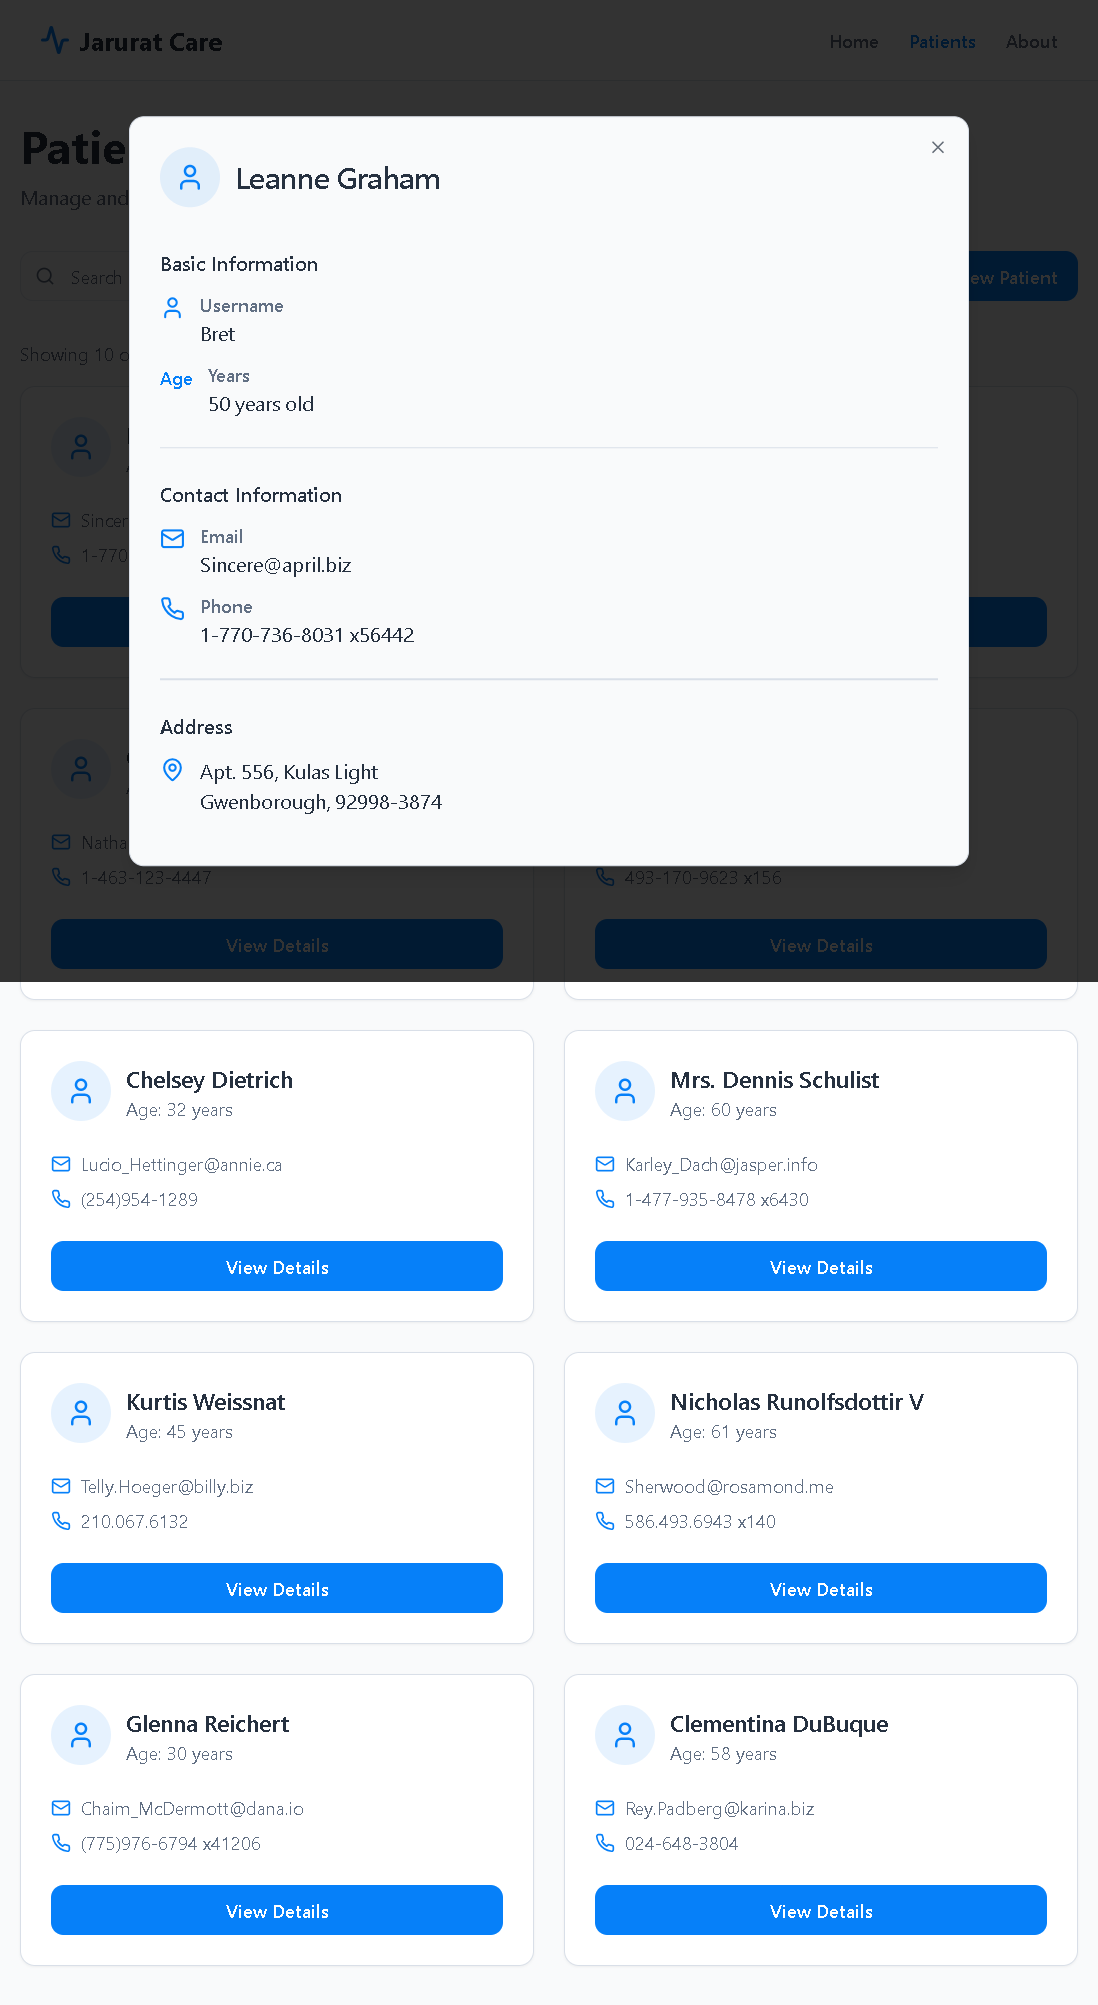 Jarurat Care
Home
Patients
About
Patie
Manage and
Search
ew Patient
Showing 10 o
Leanne Graham
Basic Information
Username
Bret
Age
Years
50 years old
Contact Information
Email
Sincere@april.biz
Phone
1-770-736-8031 x56442
Address
Apt. 556, Kulas Light
Gwenborough, 92998-3874
Sincer
1-770
Natha
1-463-123-4447
493-170-9623 x156
View Details
View Details
Chelsey Dietrich
Age: 32 years
Lucio_Hettinger@annie.ca
(254)954-1289
View Details
Mrs. Dennis Schulist
Age: 60 years
Karley_Dach@jasper.info
1-477-935-8478 x6430
View Details
Kurtis Weissnat
Age: 45 years
Telly.Hoeger@billy.biz
210.067.6132
View Details
Nicholas Runolfsdottir V
Age: 61 years
Sherwood@rosamond.me
586.493.6943 x140
View Details
Glenna Reichert
Age: 30 years
Chaim_McDermott@dana.io
(775)976-6794 x41206
View Details
Clementina DuBuque
Age: 58 years
Rey.Padberg@karina.biz
024-648-3804
View Details